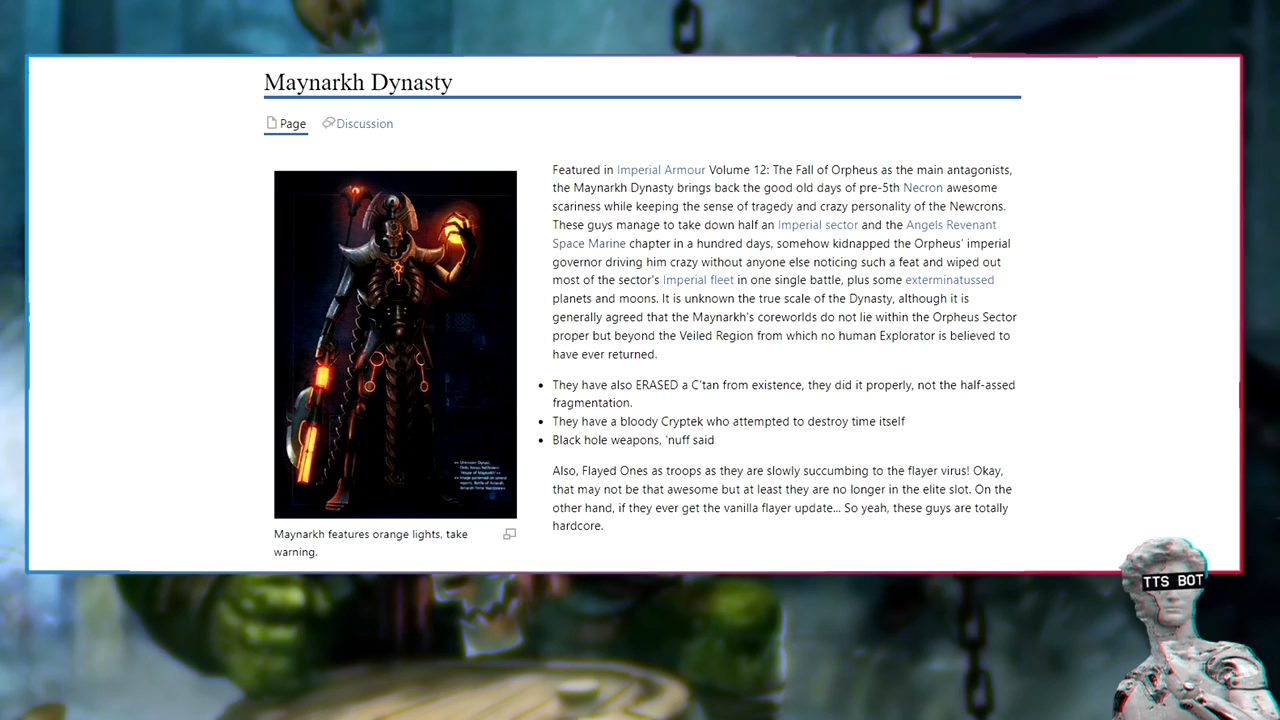 Maynarkh Dynasty
Page
Discussion
Featured in Imperial Armour Volume 12: The Fall of Orpheus as the main antagonists,
the Maynarkh Dynasty brings back the good old days of pre-5th Necron awesome
scariness while keeping the sense of tragedy and crazy personality of the Newcrons.
These guys manage to take down half an Imperial sector and the Angels Revenant
Space Marine chapter in a hundred days, somehow kidnapped the Orpheus' imperial
governor driving him crazy without anyone else noticing such a feat and wiped out
most of the sector's Imperial fleet in one single battle, plus some exterminatussed
planets and moons. It is unknown the true scale of the Dynasty, although it is
generally agreed that the Maynarkh's coreworlds do not lie within the Orpheus Sector
proper but beyond the Veiled Region from which no human Explorator is believed to
have ever returned.
• They have also ERASED a C'tan from existence, they did it properly, not the half-assed
fragmentation.
• They have a bloody Cryptek who attempted to destroy time itself
• Black hole weapons, 'nuff said
Also, Flayed Ones as troops as they are slowly succumbing to the flayer virus! Okay,
that may not be that awesome but at least they are no longer in the elite slot. On the
other hand, if they ever get the vanilla flayer update... So yeah, these guys are totally
hardcore.
Maynarkh features orange lights, take
warning.
TTS BOT